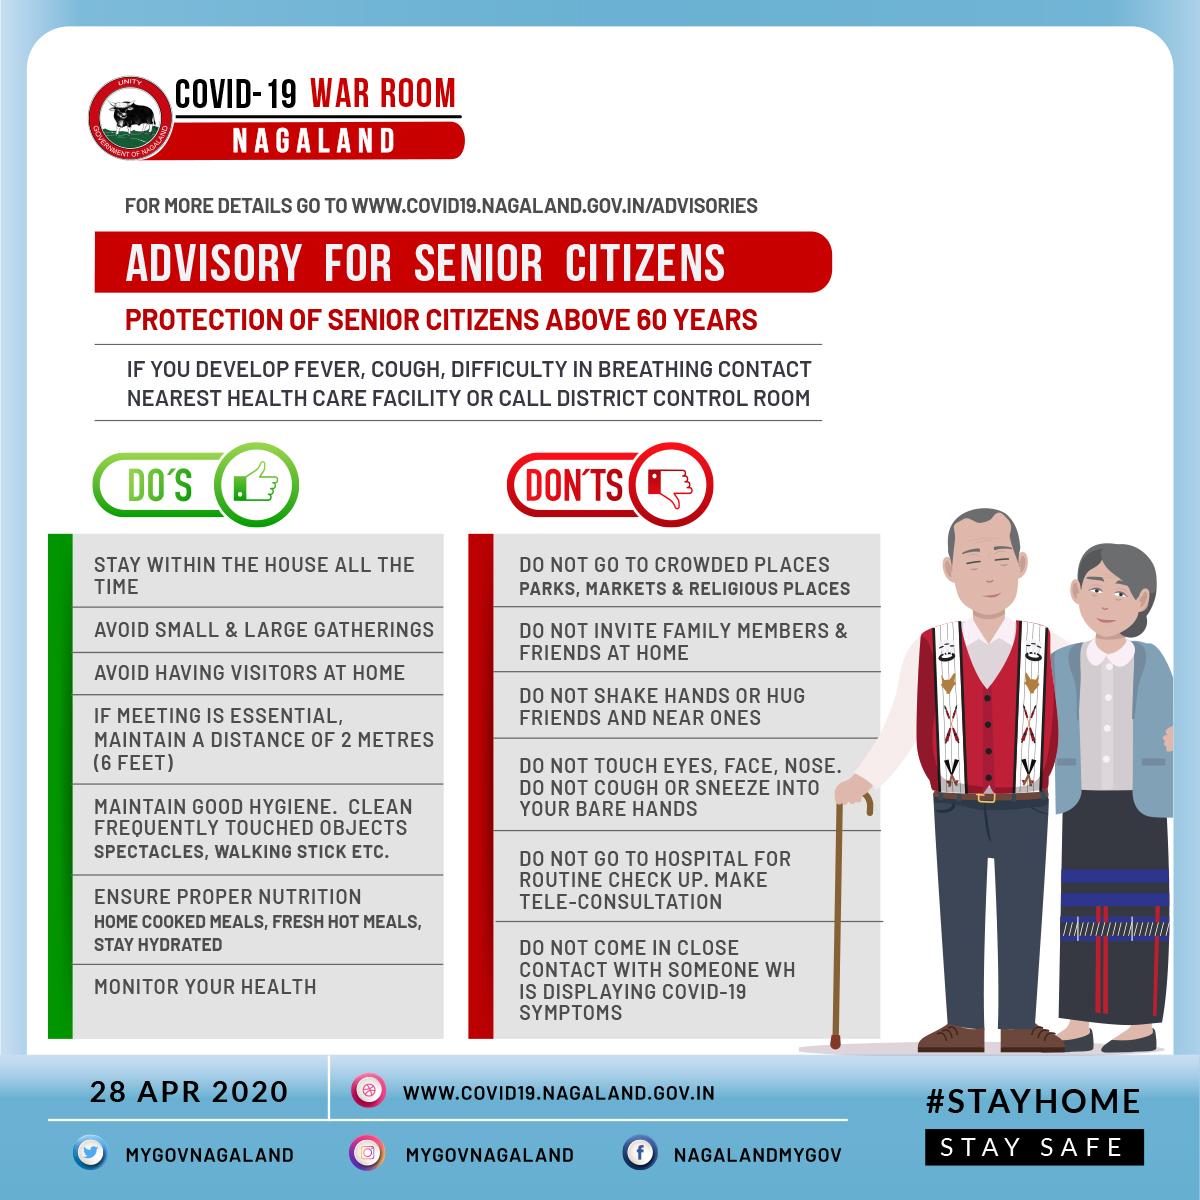 UNITY
GOVERNMENT OF NAGALAND
COVID-19 WAR ROOM
NAGALAND
FOR MORE DETAILS GO TO WWW.COVID19.NAGALAND.GOV.IN/ADVISORIES
ADVISORY FOR SENIOR CITIZENS
PROTECTION OF SENIOR CITIZENS ABOVE 60 YEARS
IF YOU DEVELOP FEVER, COUGH, DIFFICULTY IN BREATHING CONTACT
NEAREST HEALTH CARE FACILITY OR CALL DISTRICT CONTROL ROOM
DO´S
STAY WITHIN THE HOUSE ALL THE
TIME
AVOID SMALL & LARGE GATHERINGS
AVOID HAVING VISITORS AT HOME
IF MEETING IS ESSENTIAL,
MAINTAIN A DISTANCE OF 2 METRES
(6 FEET)
MAINTAIN GOOD HYGIENE. CLEAN
FREQUENTLY TOUCHED OBJECTS
SPECTACLES, WALKING STICK ETC.
ENSURE PROPER NUTRITION
HOME COOKED MEALS, FRESH HOT MEALS,
STAY HYDRATED
MONITOR YOUR HEALTH
DON´TS
DO NOT GO TO CROWDED PLACES
PARKS, MARKETS & RELIGIOUS PLACES
DO NOT INVITE FAMILY MEMBERS &
FRIENDS AT HOME
DO NOT SHAKE HANDS OR HUG
FRIENDS AND NEAR ONES
DO NOT TOUCH EYES, FACE, NOSE.
DO NOT COUGH OR SNEEZE INTO
YOUR BARE HANDS
DO NOT GO TO HOSPITAL FOR
ROUTINE CHECK UP. MAKE
TELE-CONSULTATION
DO NOT COME IN CLOSE
CONTACT WITH SOMEONE WH
IS DISPLAYING COVID-19
SYMPTOMS
28 APR 2020
WWW.COVID19.NAGALAND.GOV.IN
MYGOVNAGALAND
MYGOVNAGALAND
NAGALANDMYGOV
#STAYHOME
STAY SAFE